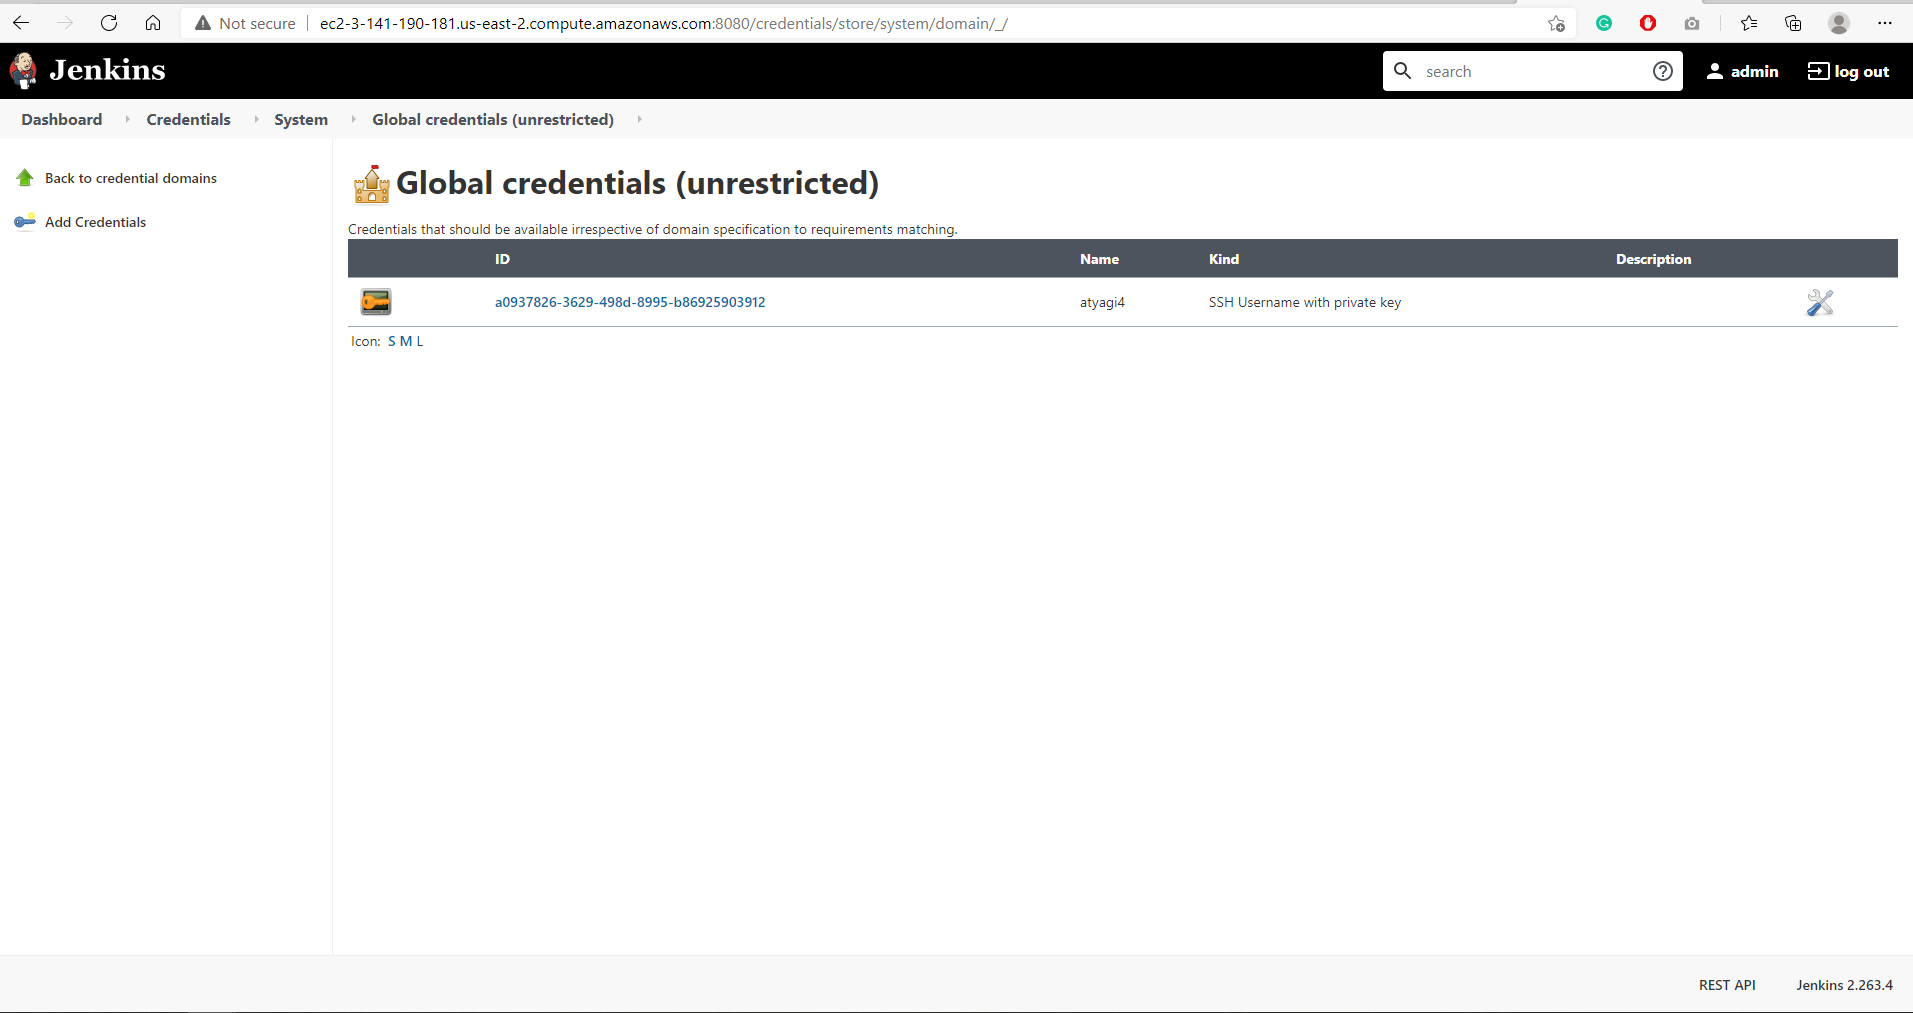 Not secure ec2-3-141-190-181.us-east-2.compute.amazonaws.com:8080/credentials/store/system/domain/_/
Jenkins search admin log out
Dashboard Credentials System Global credentials (unrestricted)
Back to credential domains
Add Credentials
Global credentials (unrestricted)
Credentials that should be available irrespective of domain specification to requirements matching.
ID Name Kind Description
a0937826-3629-498d-8995-b86925903912 atyagi4 SSH Username with private key
Icon: S M L
REST API Jenkins 2.263.4